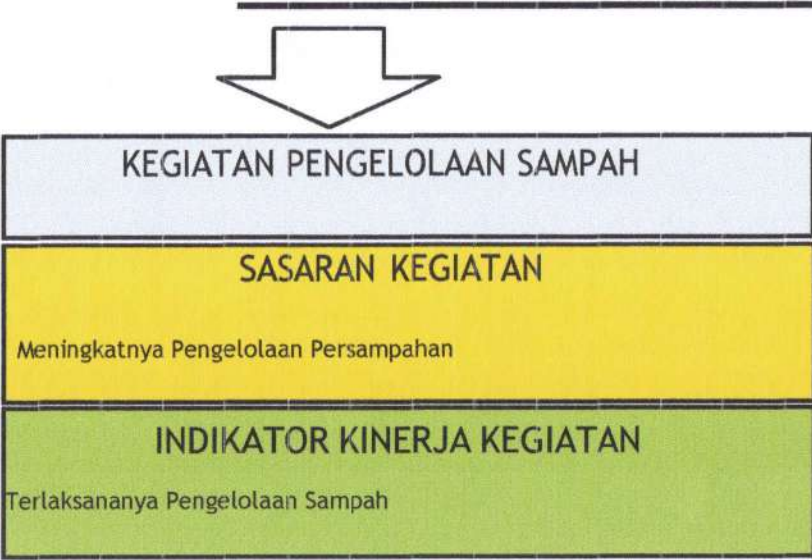 KEGIATAN PENGELOLAAN SAMPAH
SASARAN KEGIATAN
Meningkatnya Pengelolaan Persampahan
INDIKATOR KINERJA KEGIATAN
Terlaksananya Pengelolaan Sampah